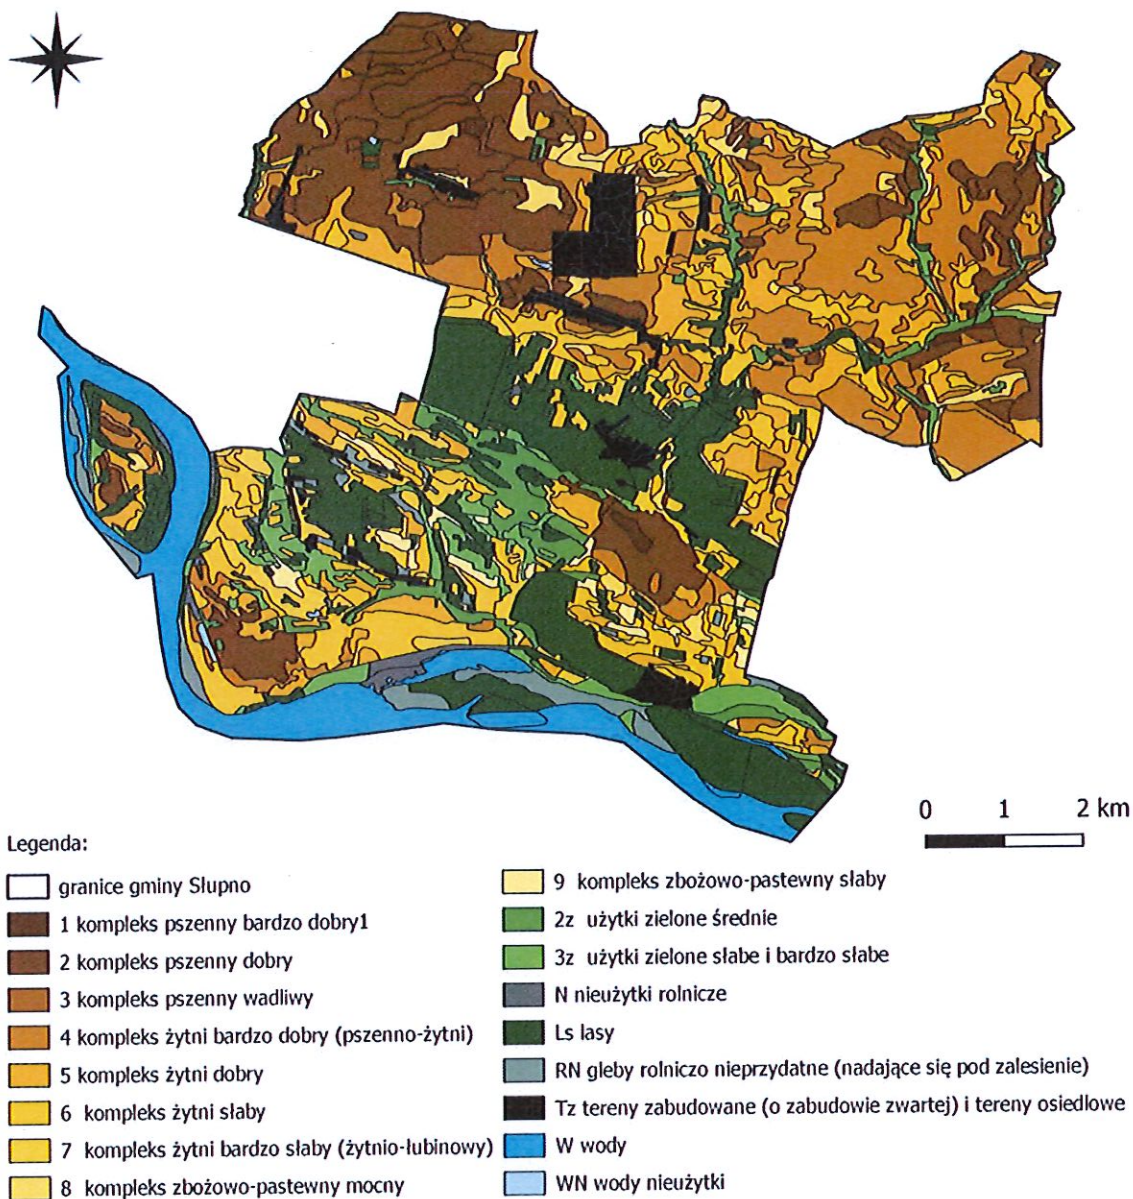 0 1 2 km
Legenda:
granice gminy Słupno
1 kompleks pszenny bardzo dobry1
2 kompleks pszenny dobry
3 kompleks pszenny wadliwy
4 kompleks żytni bardzo dobry (pszenno-żytni)
5 kompleks żytni dobry
6 kompleks żytni słaby
7 kompleks żytni bardzo słaby (żytnio-łubinowy)
8 kompleks zbożowo-pastewny mocny
9 kompleks zbożowo-pastewny słaby
2z użytki zielone średnie
3z użytki zielone słabe i bardzo słabe
N nieużytki rolnicze
Ls lasy
RN gleby rolniczo nieprzydatne (nadające się pod zalesienie)
Tz tereny zabudowane (o zabudowie zwartej) i tereny osiedlowe
W wody
WN wody nieużytki